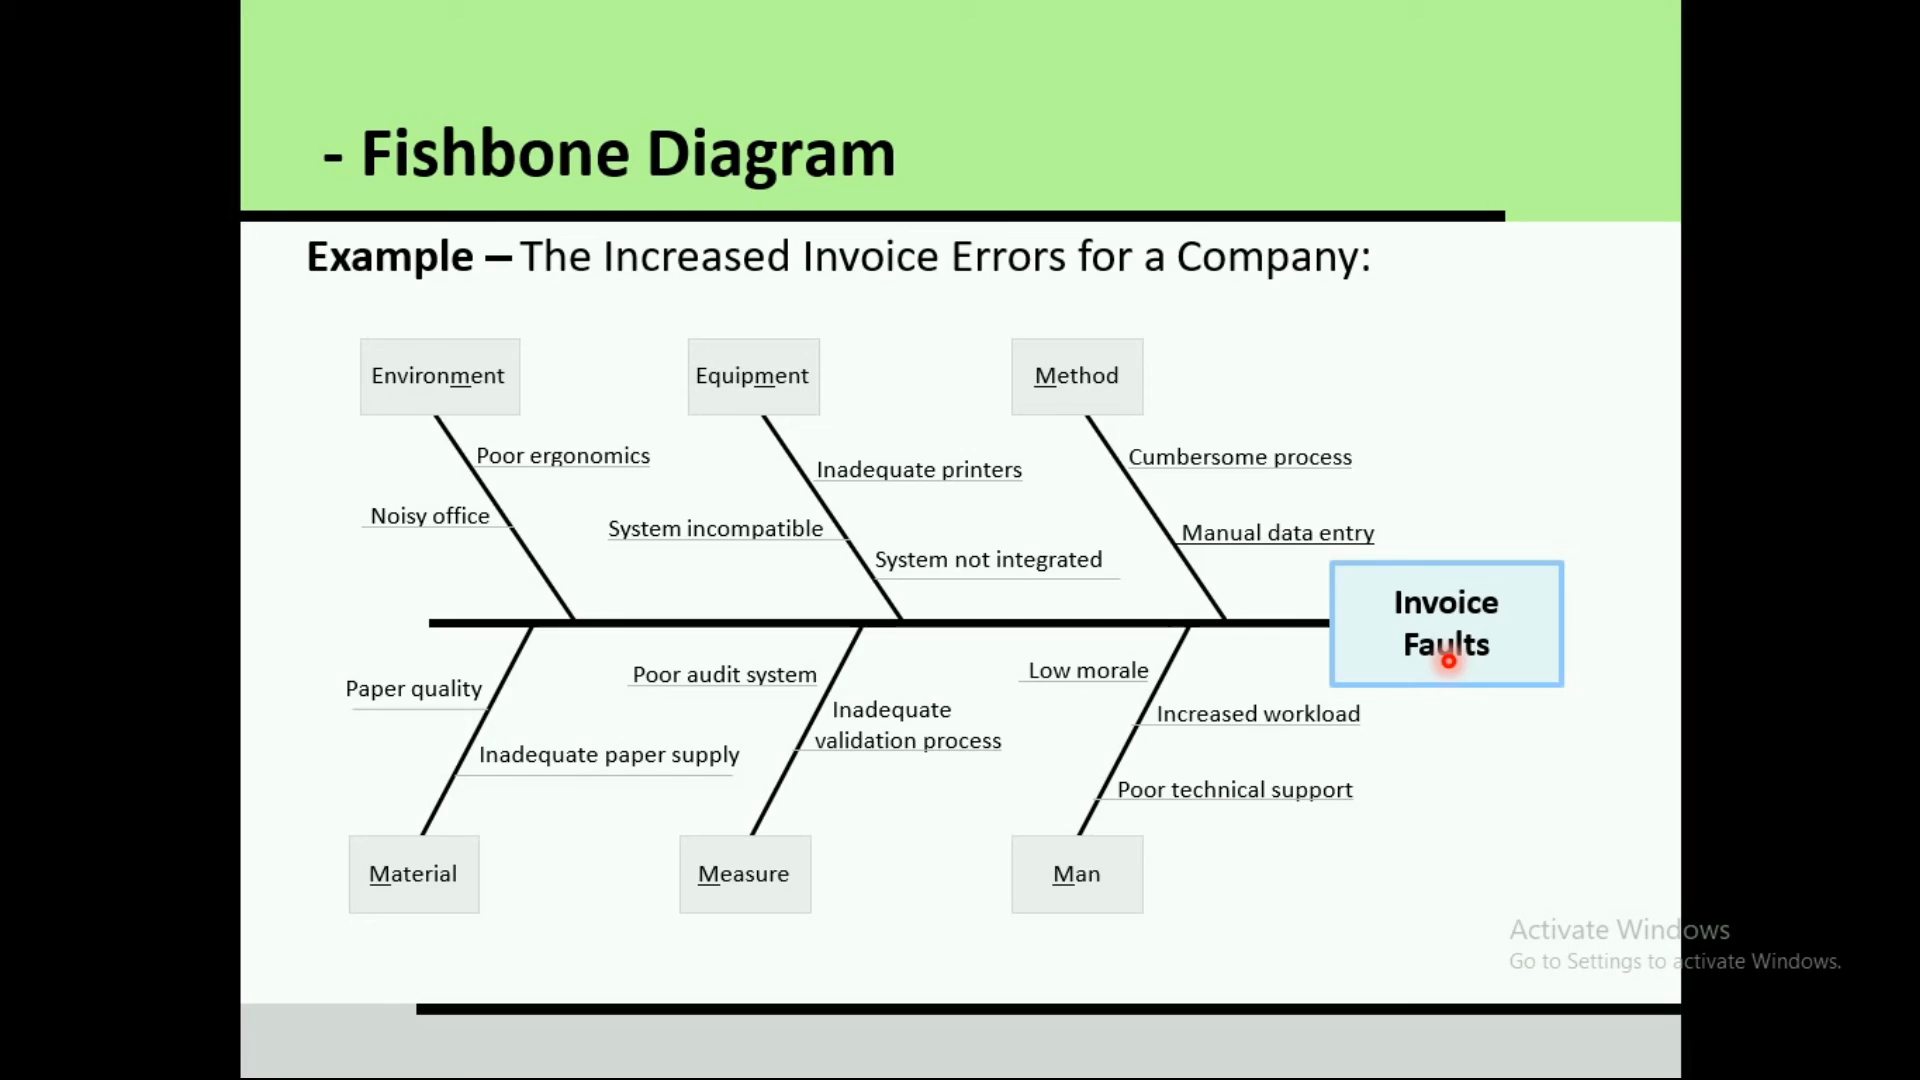 - Fishbone Diagram
Example – The Increased Invoice Errors for a Company:
Environment
Equipment
Method
Poor ergonomics
Noisy office
Inadequate printers
System incompatible
System not integrated
Cumbersome process
Manual data entry
Invoice
Faults
Paper quality
Inadequate paper supply
Poor audit system
Inadequate
validation process
Low morale
Increased workload
Poor technical support
Material
Measure
Man
Activate Windows
Go to Settings to activate Windows.